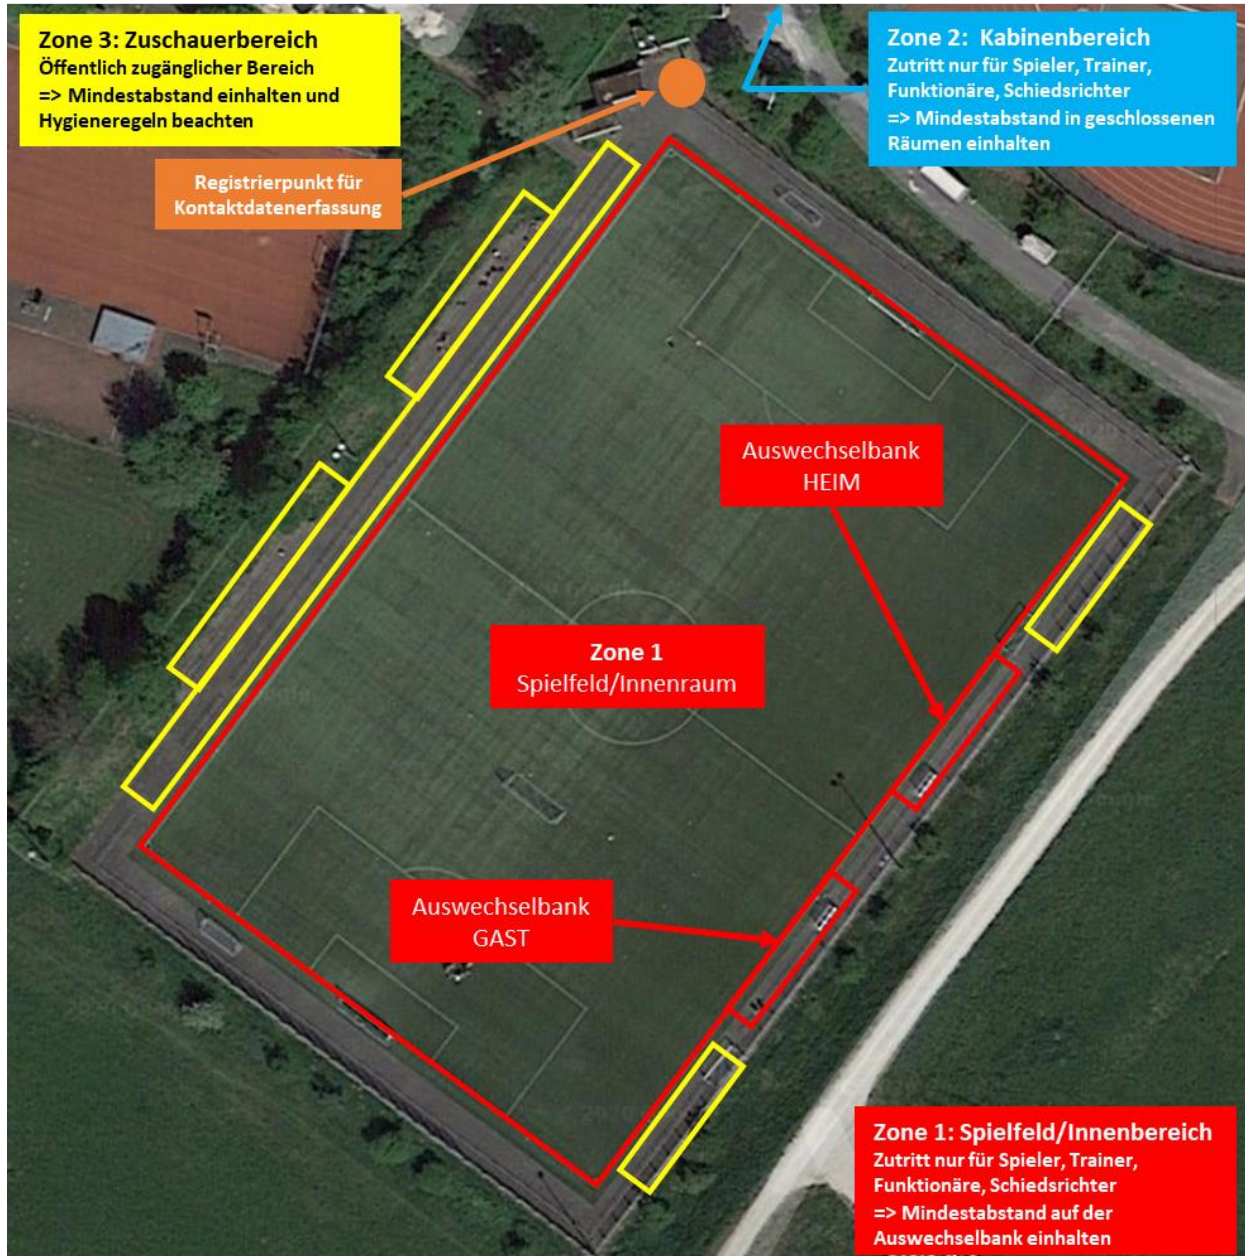 Zone 3: Zuschauerbereich
Öffentlich zugänglicher Bereich
=> Mindestabstand einhalten und
Hygieneregeln beachten
Zone 2: Kabinenbereich
Zutritt nur für Spieler, Trainer,
Funktionäre, Schiedsrichter
=> Mindestabstand in geschlossenen
Räumen einhalten
Registrierpunkt für
Kontaktdatenerfassung
Auswechselbank
HEIM
Zone 1
Spielfeld/Innenraum
Auswechselbank
GAST
Zone 1: Spielfeld/Innenbereich
Zutritt nur für Spieler, Trainer,
Funktionäre, Schiedsrichter
=> Mindestabstand auf der
Auswechselbank einhalten